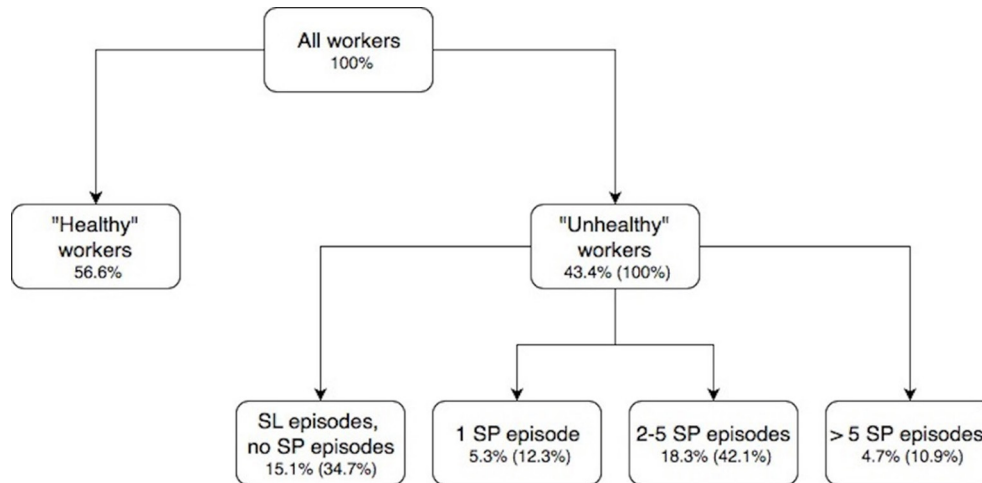 All workers
100%
"Healthy"
workers
56.6%
"Unhealthy"
workers
43.4% (100%)
SL episodes,
no SP episodes
15.1% (34.7%)
1 SP episode
5.3% (12.3%)
2-5 SP episodes
18.3% (42.1%)
> 5 SP episodes
4.7% (10.9%)